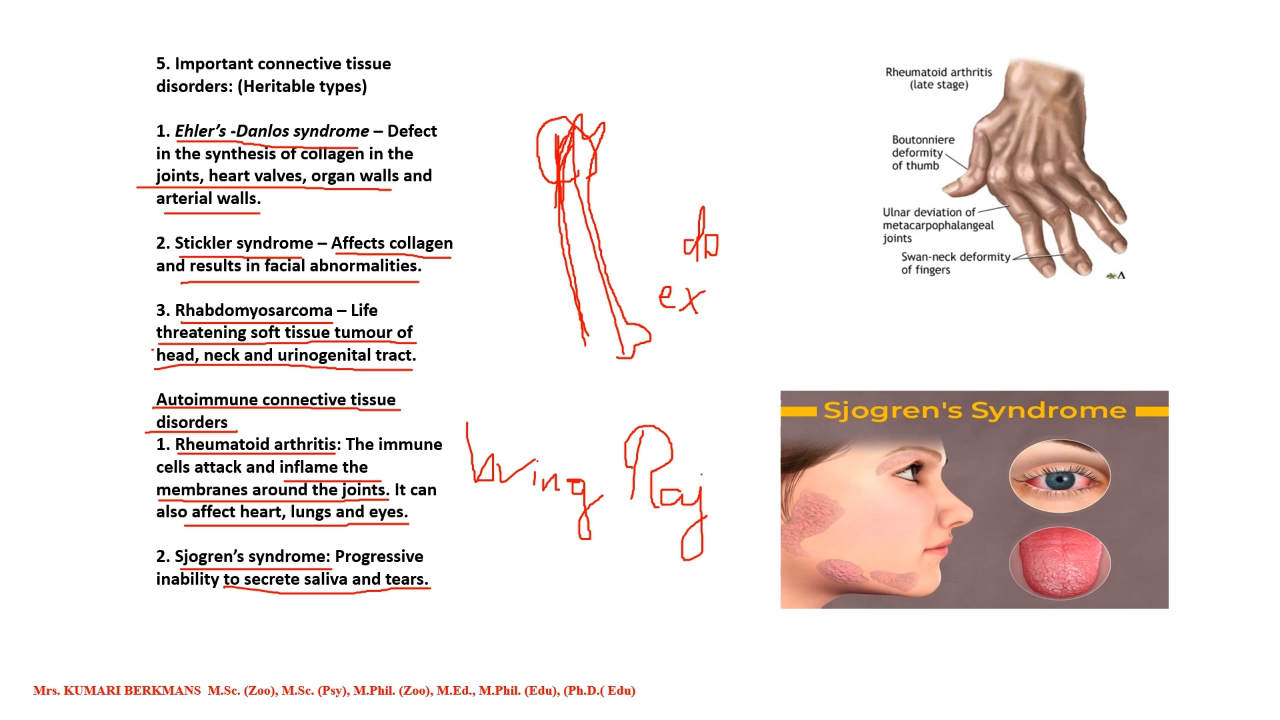 5. Important connective tissue
disorders: (Heritable types)
1. Ehler's -Danlos syndrome – Defect
in the synthesis of collagen in the
joints, heart valves, organ walls and
arterial walls.
2. Stickler syndrome – Affects collagen
and results in facial abnormalities.
3. Rhabdomyosarcoma – Life
threatening soft tissue tumour of
head, neck and urinogenital tract.
Autoimmune connective tissue
disorders
1. Rheumatoid arthritis: The immune
cells attack and inflame the
membranes around the joints. It can
also affect heart, lungs and eyes.
2. Sjogren's syndrome: Progressive
inability to secrete saliva and tears.
ex
Rheumatoid arthritis
(late stage)
Boutonniere
deformity
of thumb
Ulnar deviation of
metacarpophalangeal
joints
Swan-neck deformity
of fingers
Sjogren's Syndrome
Mrs. KUMARI BERKMANS M.Sc. (Zoo), M.Sc. (Psy), M.Phil. (Zoo), M.Ed., M.Phil. (Edu), (Ph.D.( Edu)